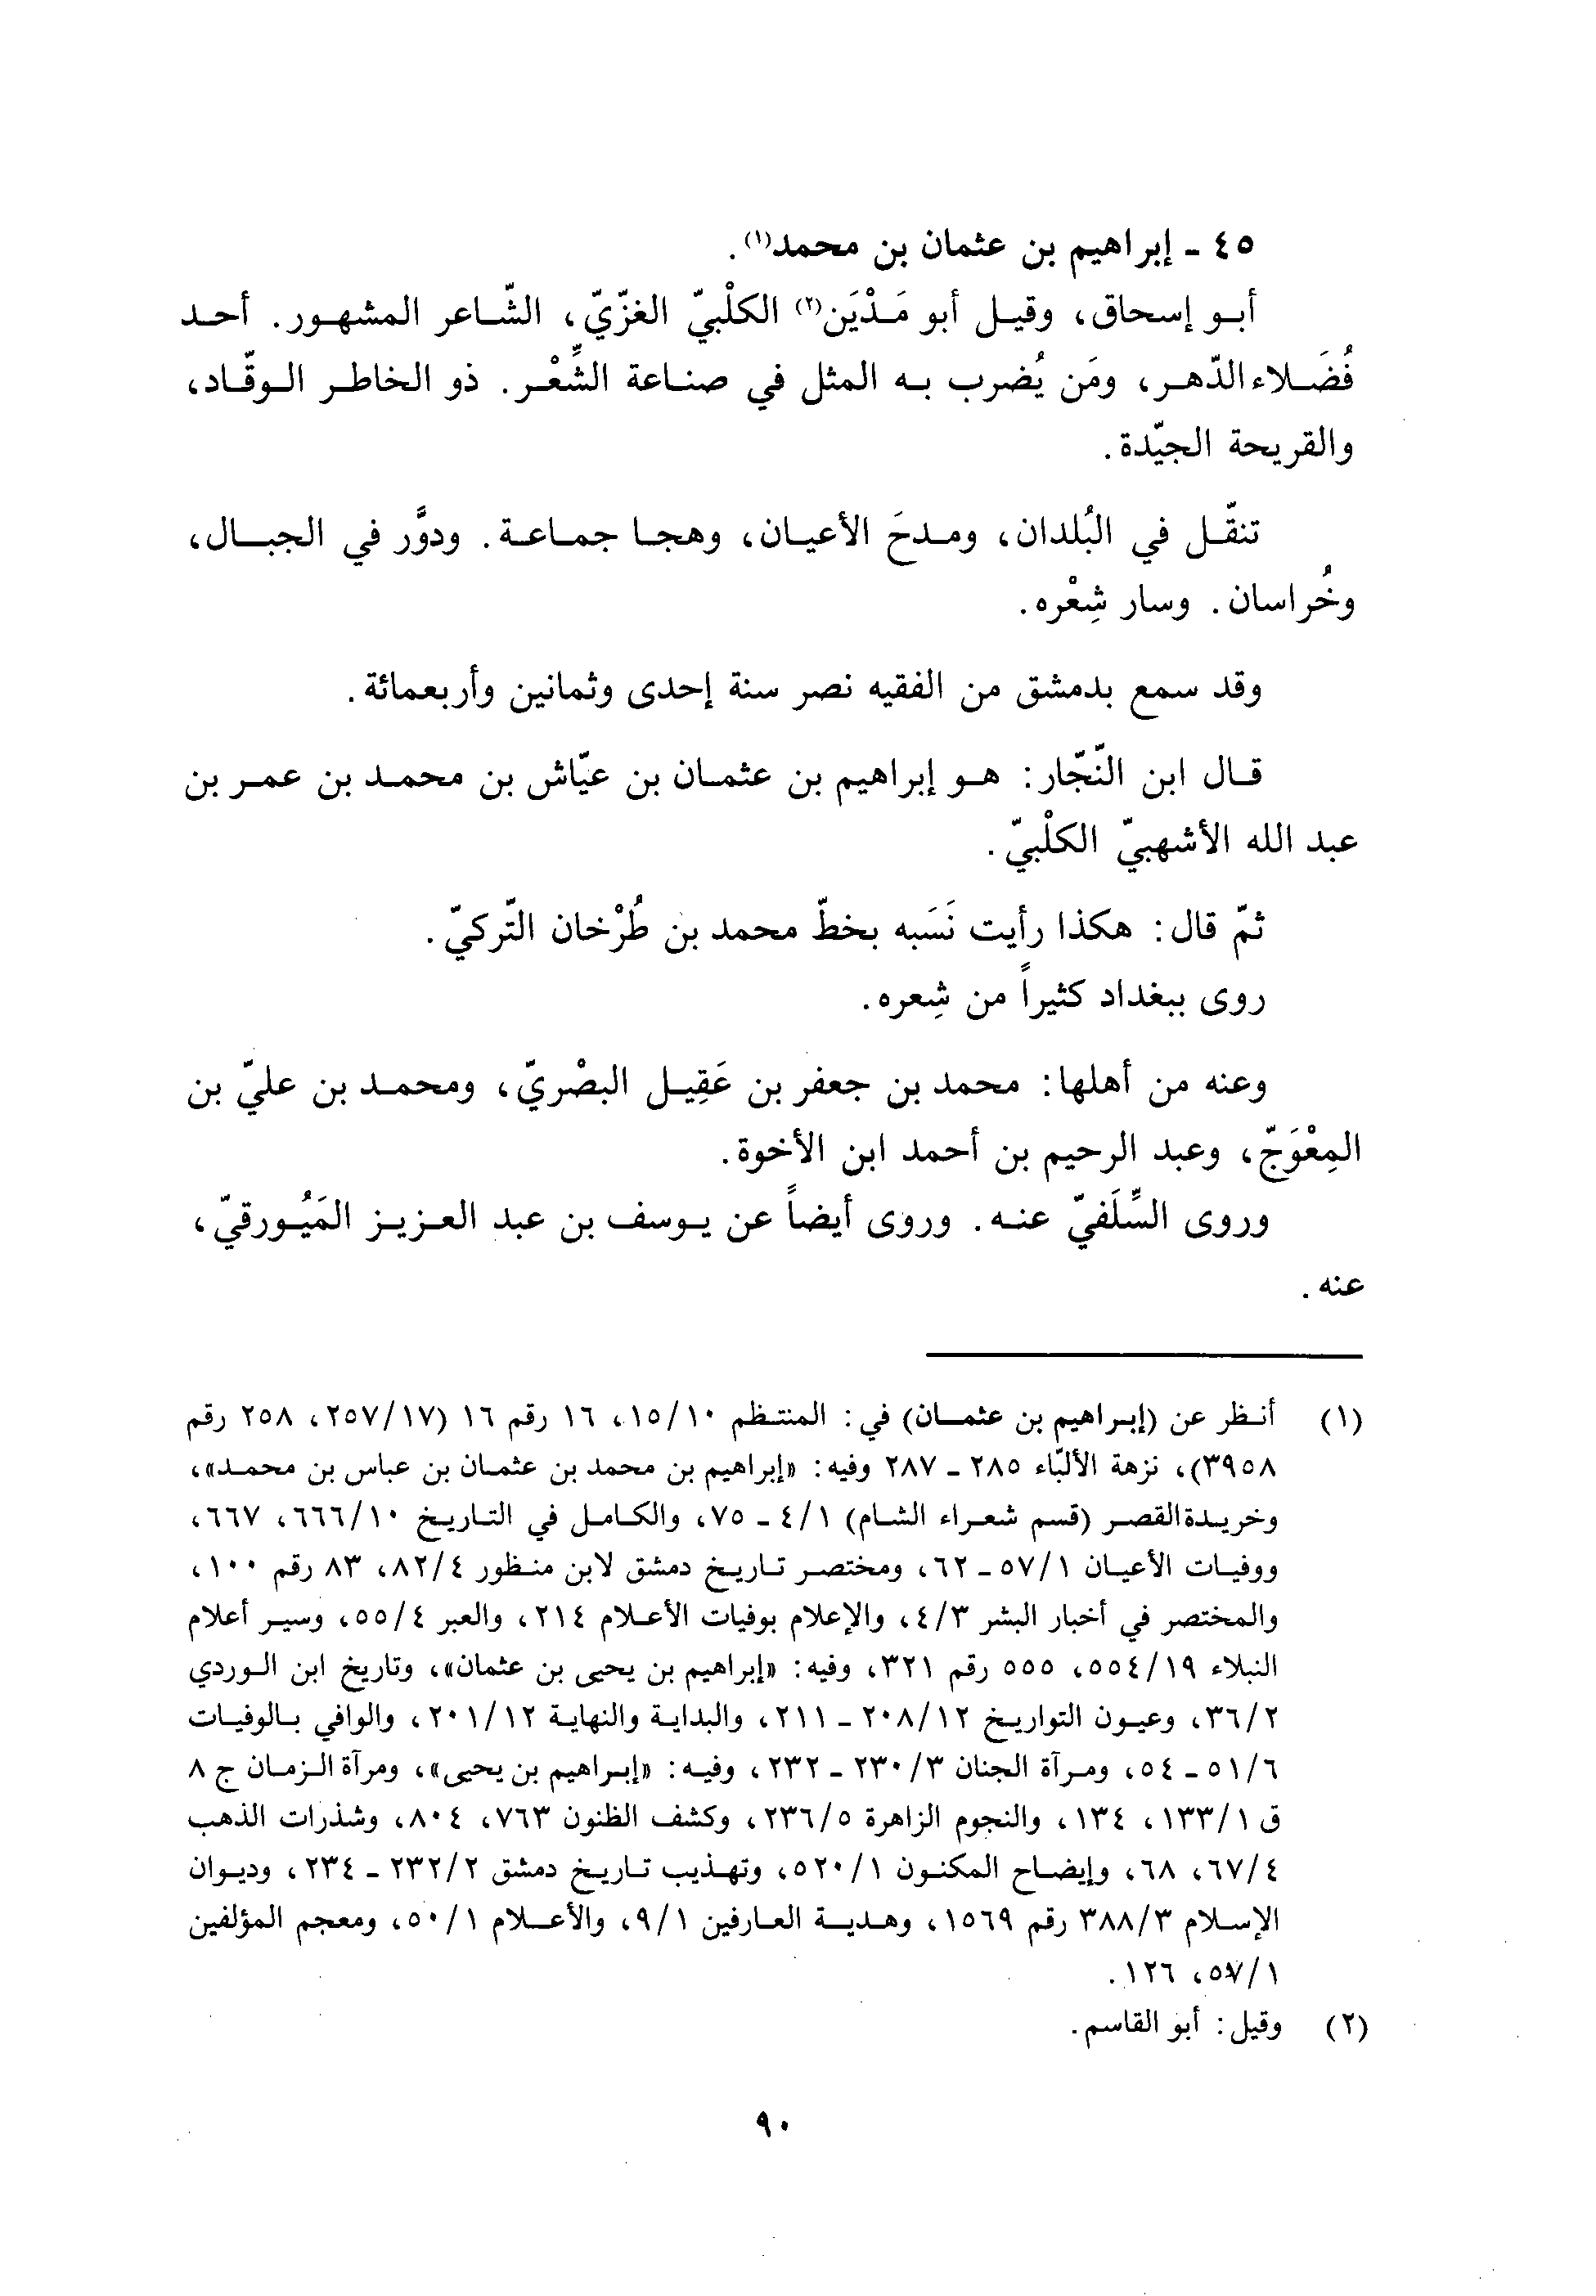 ٤٥ - إبراهيم بن عثمان بن محمد(١).
أبو إسحاق، وقيل أبو مَدْيَن(٢) الكلْبيّ الغزّيّ، الشّاعر المشهور. أحد
فُضَلاء الدّهر، ومَن يُضرب به المثل في صناعة الشِّعْر. ذو الخاطر الوقّاد،
والقريحة الجيّدة.
تنقّل في البُلدان، ومدحَ الأعيان، وهجا جماعة. ودوَّر في الجبال،
وخُراسان. وسار شِعْره.
وقد سمع بدمشق من الفقيه نصر سنة إحدى وثمانين وأربعمائة.
قال ابن النّجّار: هو إبراهيم بن عثمان بن عيّاش بن محمد بن عمر بن
عبد الله الأشهبيّ الكلْبيّ.
ثمّ قال: هكذا رأيت نَسَبه بخطّ محمد بن طُرْخان التّركيّ.
روى ببغداد كثيراً من شِعره.
وعنه من أهلها: محمد بن جعفر بن عَقِيل البصْريّ، ومحمد بن عليّ بن
المِعْوَجّ، وعبد الرحيم بن أحمد ابن الأخوة.
وروى السِّلَفيّ عنه. وروى أيضاً عن يوسف بن عبد العزيز المَيُورقيّ،
عنه.
(١) أنظر عن (إبراهيم بن عثمان) في: المنتظم ١٥/١٠، ١٦ رقم ١٦ (٢٥٧/١٧، ٢٥٨ رقم
٣٩٥٨)، نزهة الألبّاء ٢٨٥ - ٢٨٧ وفيه: «إبراهيم بن محمد بن عثمان بن عباس بن محمد»،
وخريدة القصر (قسم شعراء الشام) ٤/١ - ٧٥، والكامل في التاريخ ٦٦٦/١٠، ٦٦٧،
ووفيات الأعيان ٥٧/١ - ٦٢، ومختصر تاريخ دمشق لابن منظور ٨٢/٤، ٨٣ رقم ١٠٠،
والمختصر في أخبار البشر ٤/٣، والإعلام بوفيات الأعلام ٢١٤، والعبر ٥٥/٤، وسير أعلام
النبلاء ٥٥٤/١٩، ٥٥٥ رقم ٣٢١، وفيه: «إبراهيم بن يحيى بن عثمان»، وتاريخ ابن الوردي
٣٦/٢، وعيون التواريخ ٢٠٨/١٢ - ٢١١، والبداية والنهاية ٢٠١/١٢، والوافي بالوفيات
٥١/٦ - ٥٤، ومرآة الجنان ٢٣٠/٣ - ٢٣٢، وفيه: «إبراهيم بن يحيى»، ومرآة الزمان ج ٨
ق ١٣٣/١، ١٣٤، والنجوم الزاهرة ٢٣٦/٥، وكشف الظنون ٧٦٣، ٨٠٤، وشذرات الذهب
٦٧/٤، ٦٨، وإيضاح المكنون ٥٢٠/١، وتهذيب تاريخ دمشق ٢٣٢/٢ - ٢٣٤، وديوان
الإسلام ٣٨٨/٣ رقم ١٥٦٩، وهدية العارفين ٩/١، والأعلام ٥٠/١، ومعجم المؤلفين
٥٧/١، ١٢٦.
(٢) وقيل: أبو القاسم.
٩٠